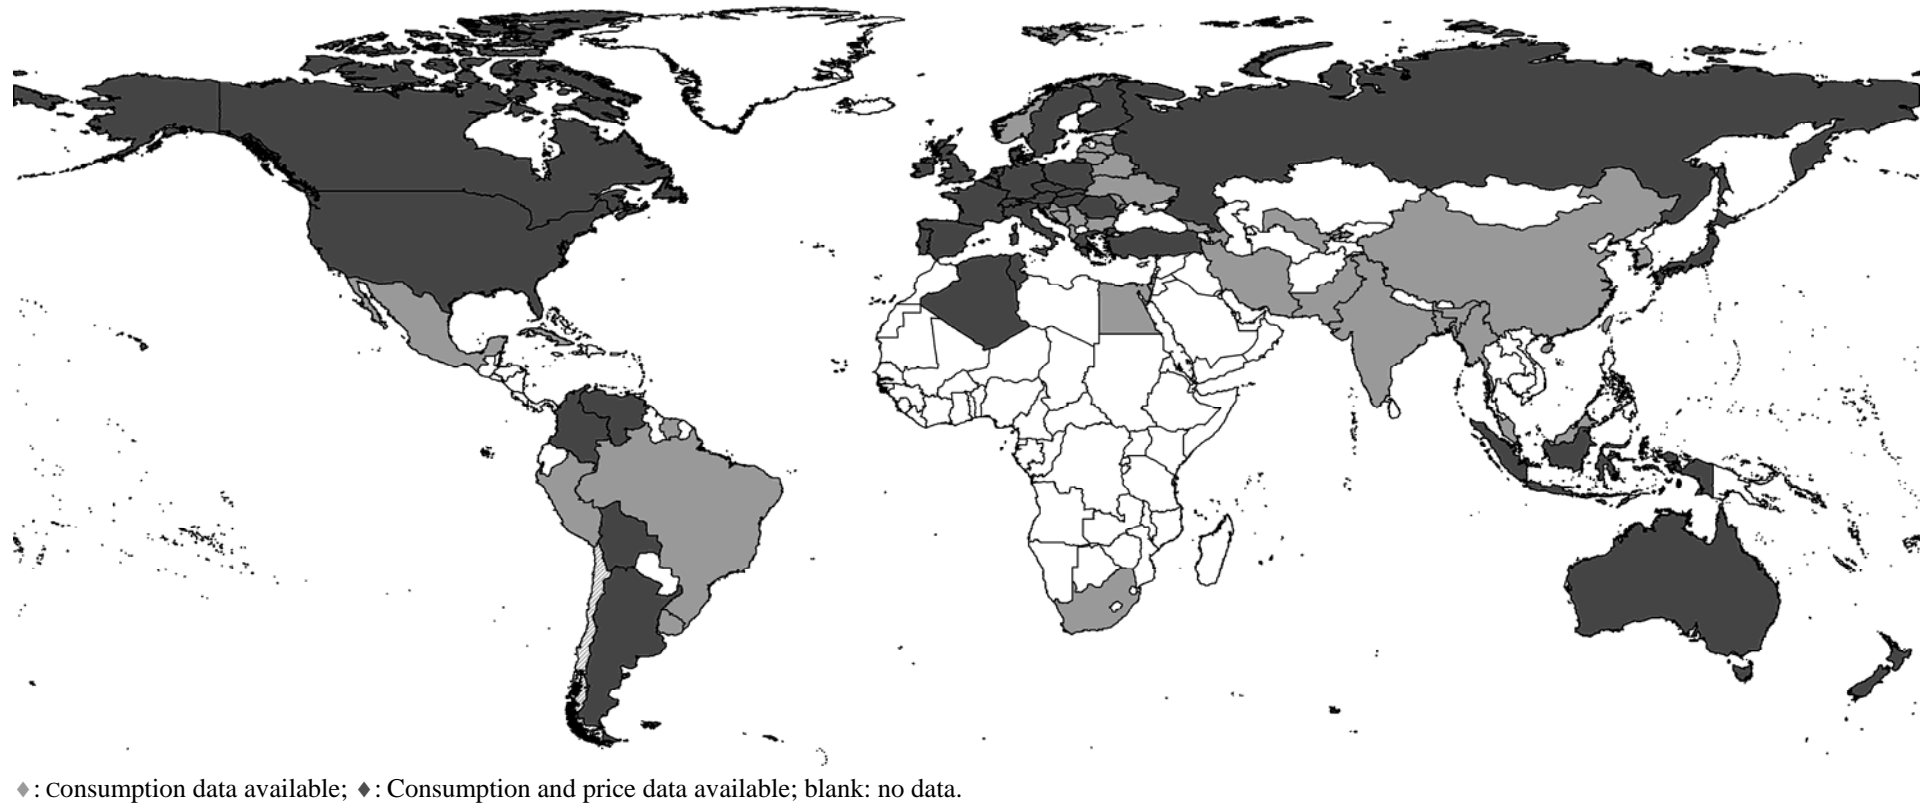 ♦: Consumption data available; ♦: Consumption and price data available; blank: no data.